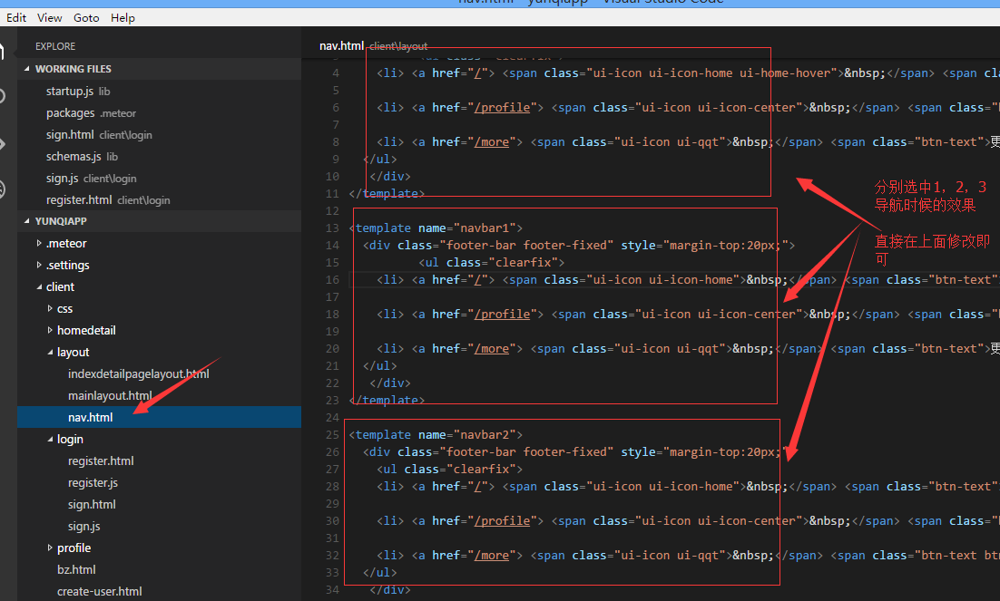 nav.html - yunqiapp - Visual Studio Code
Edit View Goto Help
EXPLORE
WORKING FILES
startup.js lib
packages .meteor
sign.html client\login
schemas.js lib
sign.js client\login
register.html client\login
YUNQIAPP
.meteor
.settings
client
css
homedetail
layout
indexdetailpagelayout.html
mainlayout.html
nav.html
login
register.html
register.js
sign.html
sign.js
profile
bz.html
create-user.html
nav.html client\layout
3 <ul class="clearfix">
4 <li> <a href="/"> <span class="ui-icon ui-icon-home ui-home-hover">&nbsp;</span> <span cl
5
6 <li> <a href="/profile"> <span class="ui-icon ui-icon-center">&nbsp;</span> <span class="
7
8 <li> <a href="/more"> <span class="ui-icon ui-qqt">&nbsp;</span> <span class="btn-text">更
9 </ul>
10 </div>
11 </template>
12
13 <template name="navbar1">
14 <div class="footer-bar footer-fixed" style="margin-top:20px;">
15 <ul class="clearfix">
16 <li> <a href="/"> <span class="ui-icon ui-icon-home">&nbsp;</span> <span class="btn-text"
17
18 <li> <a href="/profile"> <span class="ui-icon ui-icon-center">&nbsp;</span> <span class="
19
20 <li> <a href="/more"> <span class="ui-icon ui-qqt">&nbsp;</span> <span class="btn-text">更
21 </ul>
22 </div>
23 </template>
24
25 <template name="navbar2">
26 <div class="footer-bar footer-fixed" style="margin-top:20px;"
27 <ul class="clearfix">
28 <li> <a href="/"> <span class="ui-icon ui-icon-home">&nbsp;</span> <span class="btn-text"
29
30 <li> <a href="/profile"> <span class="ui-icon ui-icon-center">&nbsp;</span> <span class="
31
32 <li> <a href="/more"> <span class="ui-icon ui-qqt">&nbsp;</span> <span class="btn-text bt
33 </ul>
34 </div>
分别选中1，2，3
导航时候的效果
直接在上面修改即
可